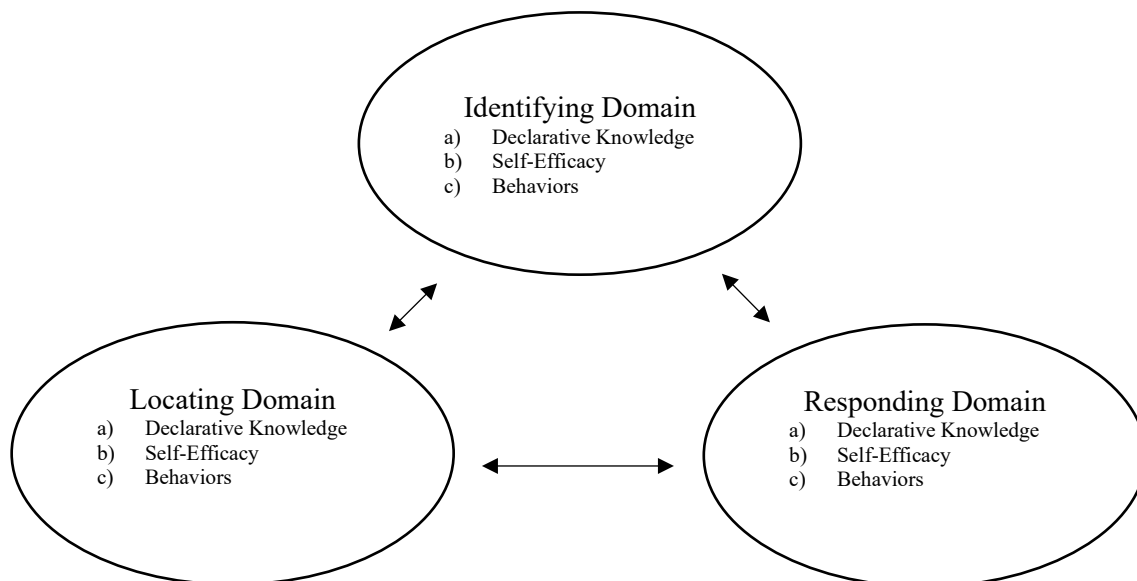 Identifying Domain
a) Declarative Knowledge
b) Self-Efficacy
c) Behaviors
Locating Domain
a) Declarative Knowledge
b) Self-Efficacy
c) Behaviors
Responding Domain
a) Declarative Knowledge
b) Self-Efficacy
c) Behaviors